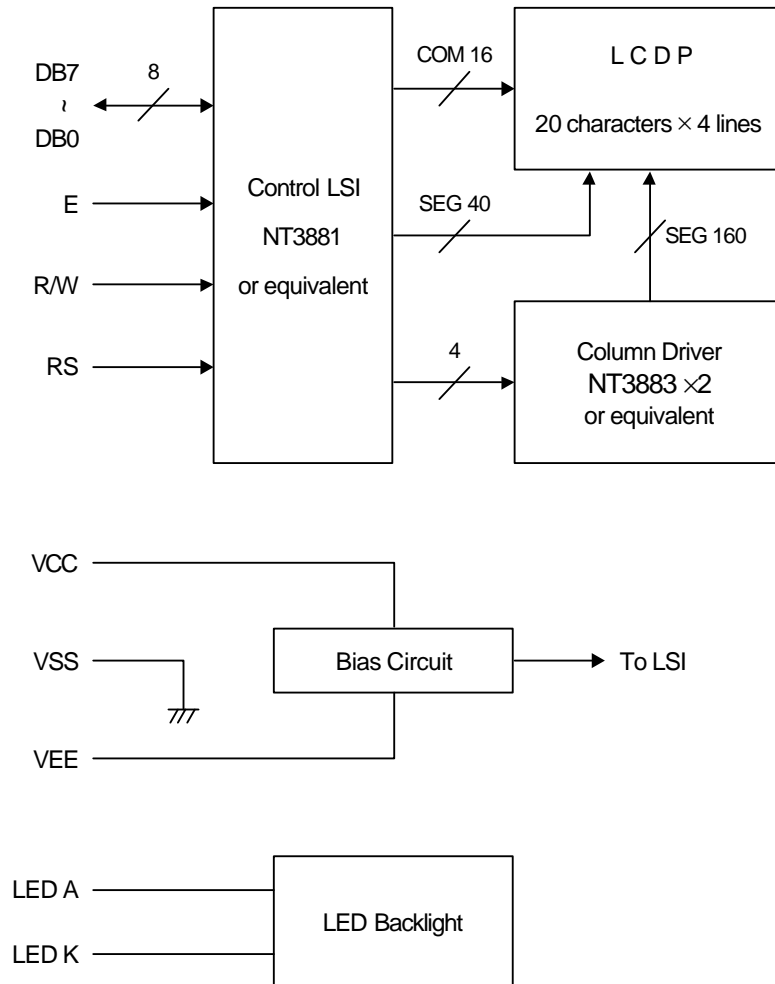 DB7
~
DB0
8
E
R/W
RS
Control LSI
NT3881
or equivalent
COM 16
SEG 40
4
L C D P
20 characters × 4 lines
SEG 160
Column Driver
NT3883 ×2
or equivalent
VCC
VSS
VEE
Bias Circuit
To LSI
LED A
LED K
LED Backlight